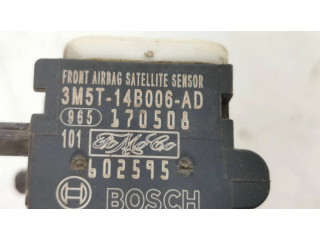 FRONT AIRBAG SATELLITE SENSOR
3M5T-14B006-AD
965 170508
101 FoMoCo
602595
BOSCH